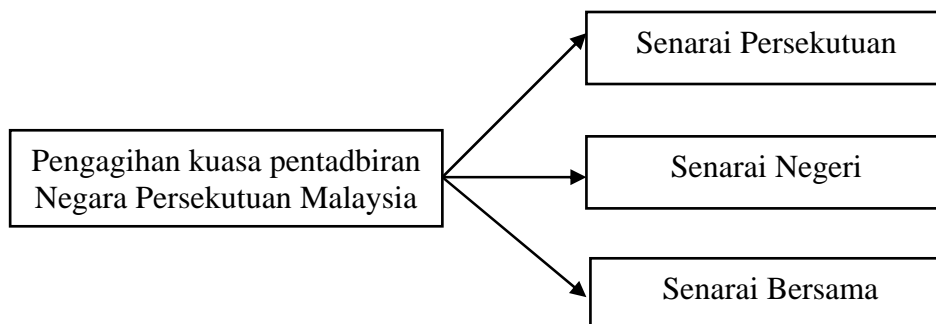 Senarai Persekutuan
Pengagihan kuasa pentadbiran
Negara Persekutuan Malaysia
Senarai Negeri
Senarai Bersama